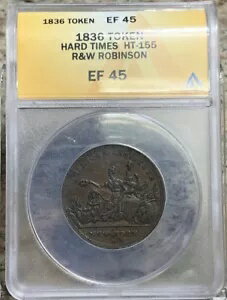 1836 TOKEN EF 45
1836 TOKEN
HARD TIMES HT-155
R&W ROBINSON
EF 45